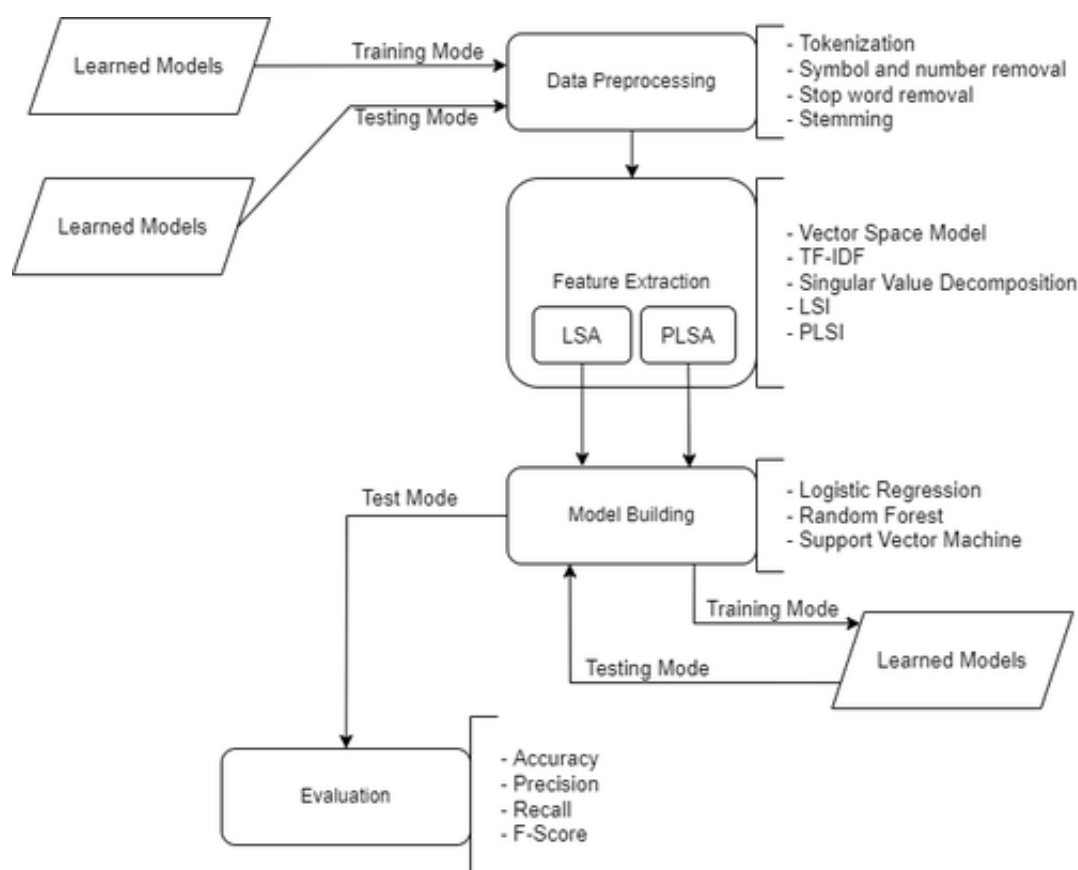 Learned Models
Training Mode
Data Preprocessing
- Tokenization
- Symbol and number removal
- Stop word removal
- Stemming
Testing Mode
Learned Models
Feature Extraction
LSA
PLSA
- Vector Space Model
- TF-IDF
- Singular Value Decomposition
- LSI
- PLSI
Test Mode
Model Building
- Logistic Regression
- Random Forest
- Support Vector Machine
Training Mode
Testing Mode
Learned Models
Evaluation
- Accuracy
- Precision
- Recall
- F-Score